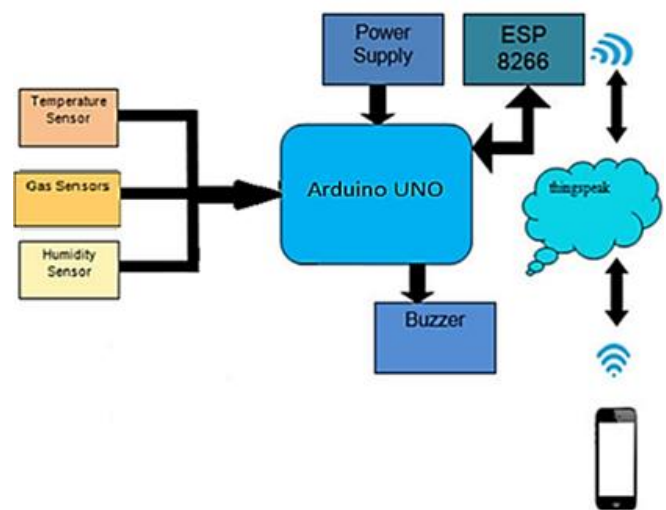 Power
Supply
ESP
8266
Temperature
Sensor
Gas Sensors
Humidity
Sensor
Arduino UNO
thingspeak
Buzzer